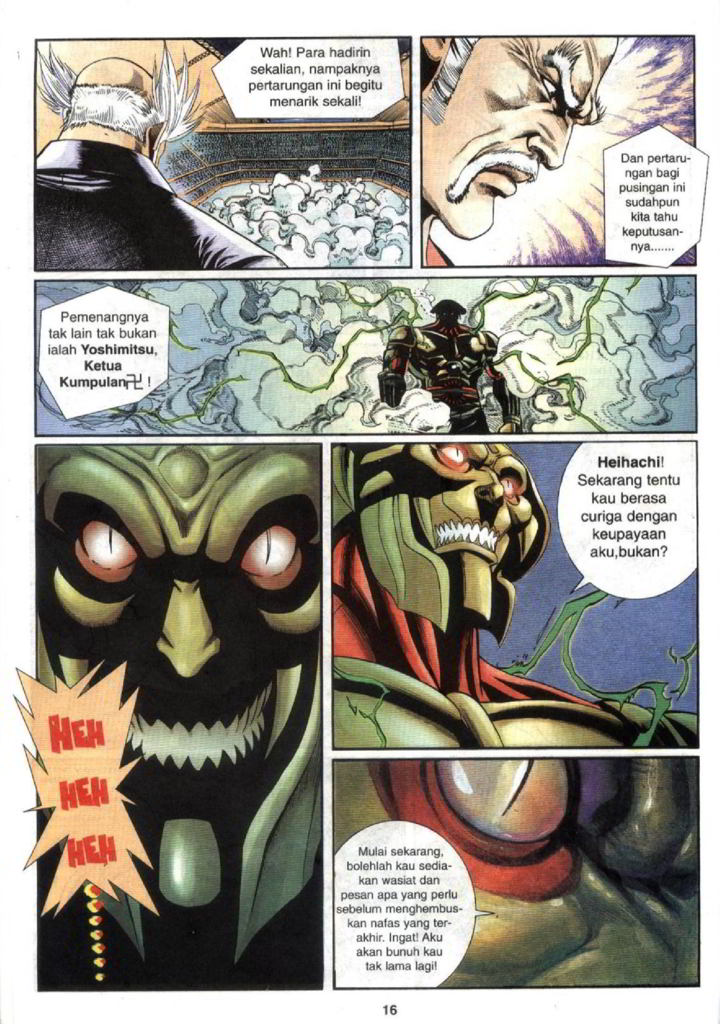 Wah! Para hadirin
sekalian, nampaknya
pertarungan ini begitu
menarik sekali!
Dan pertaru-
ngan bagi
pusingan ini
sudahpun
kita tahu
keputusan-
nya.......
Pemenangnya
tak lain tak bukan
ialah Yoshimitsu,
Ketua
Kumpulan卍 !
Heihachi!
Sekarang tentu
kau berasa
curiga dengan
keupayaan
aku,bukan?
HEH
HEH
HEH
Mulai sekarang,
bolehlah kau sedia-
kan wasiat dan
pesan apa yang perlu
sebelum menghembus-
kan nafas yang ter-
akhir. Ingat! Aku
akan bunuh kau
tak lama lagi!
16